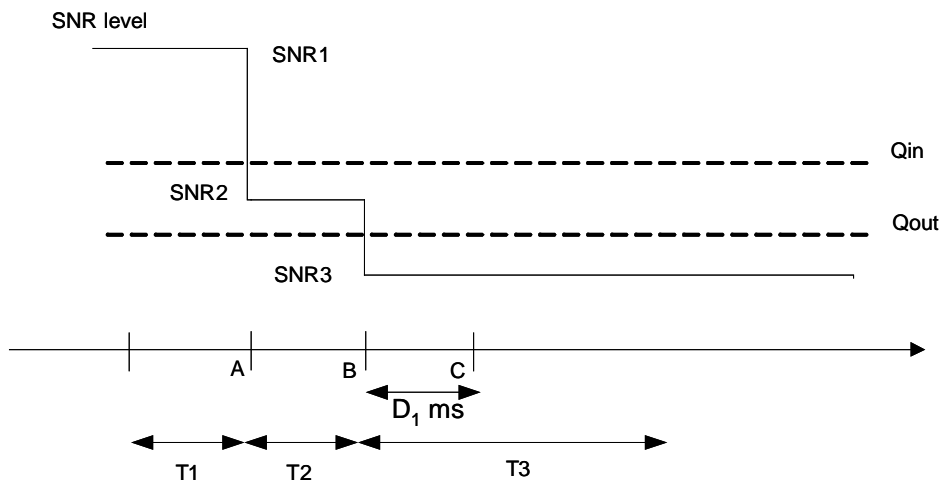 SNR level
SNR1
Qin
SNR2
Qout
SNR3
A B C
D₁ ms
T1 T2 T3